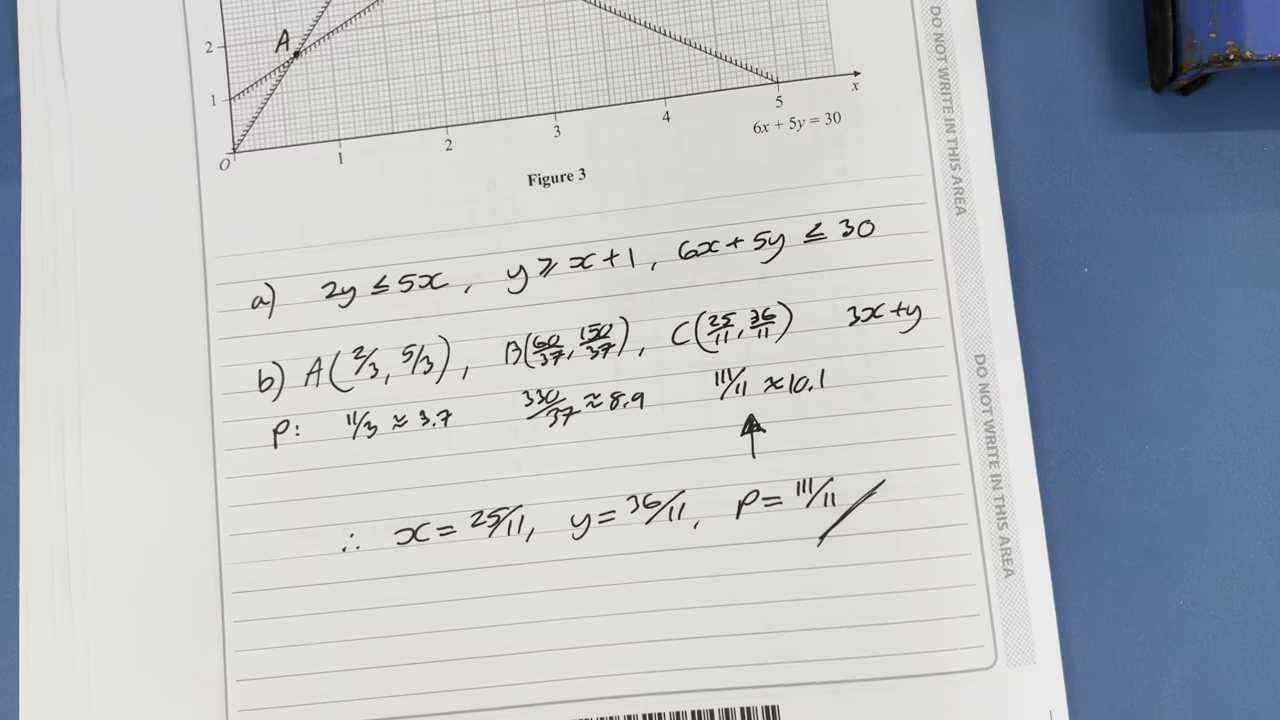 2
A
1
O
1
2
3
4
5
x
6x + 5y = 30
Figure 3
a) 2y ≤ 5x, y ≥ x+1, 6x + 5y ≤ 30
b) A(2/3, 5/3), B(60/37, 150/37), C(25/11, 36/11) 3x+y
P: 11/3 ≈ 3.7 330/37 ≈ 8.9 111/11 ≈ 10.1
∴ x = 25/11, y = 36/11, P = 111/11
DO NOT WRITE IN THIS AREA
DO NOT WRITE IN THIS AREA